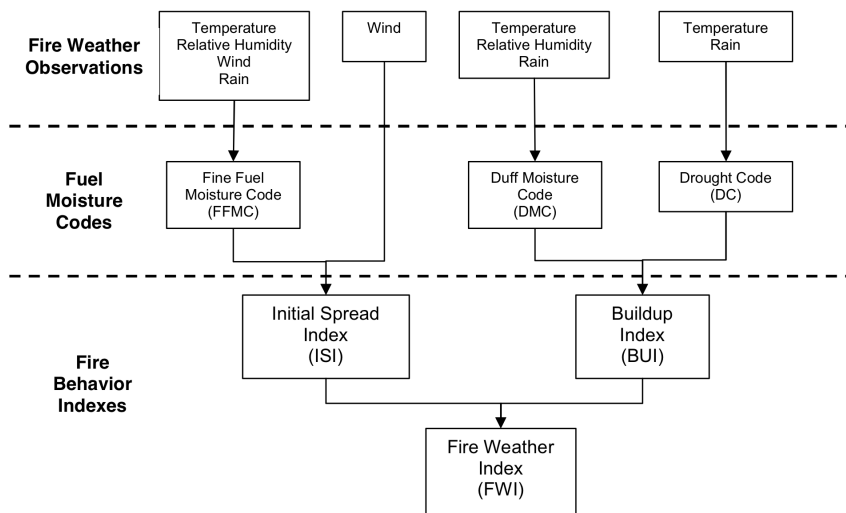 Fire Weather
Observations
Temperature
Relative Humidity
Wind
Rain
Wind
Temperature
Relative Humidity
Rain
Temperature
Rain
Fuel
Moisture
Codes
Fine Fuel
Moisture Code
(FFMC)
Duff Moisture
Code
(DMC)
Drought Code
(DC)
Fire
Behavior
Indexes
Initial Spread
Index
(ISI)
Buildup
Index
(BUI)
Fire Weather
Index
(FWI)